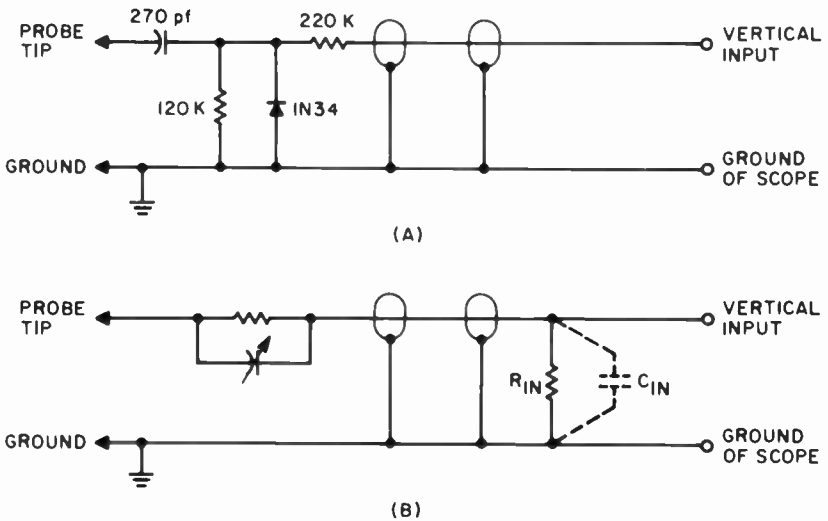 270 pf
220 K
PROBE
TIP
VERTICAL
INPUT
120 K
1N34
GROUND
GROUND
OF SCOPE
(A)
PROBE
TIP
VERTICAL
INPUT
RIN
CIN
GROUND
GROUND
OF SCOPE
(B)